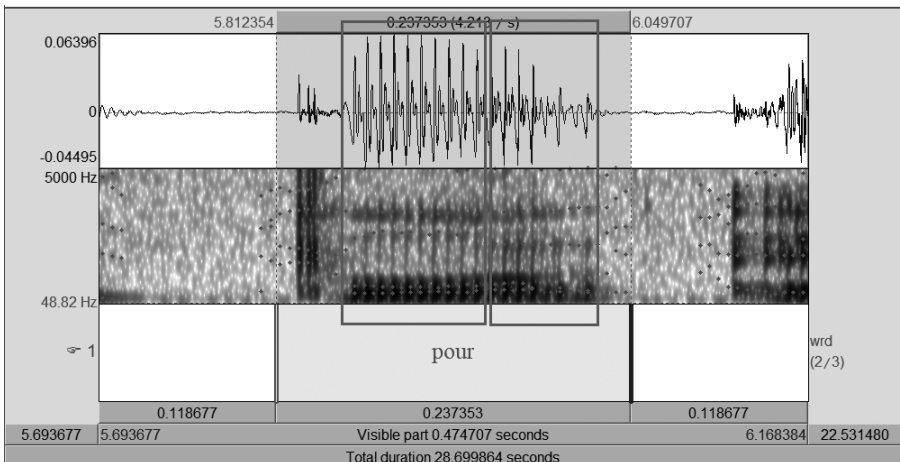 5.812354 0.237353 (4.213 / s) 6.049707
0.06396
0
-0.04495
5000 Hz
48.82 Hz
☞ 1 pour wrd
(2/3)
0.118677 0.237353 0.118677
5.693677 5.693677 Visible part 0.474707 seconds 6.168384 22.531480
Total duration 28.699864 seconds